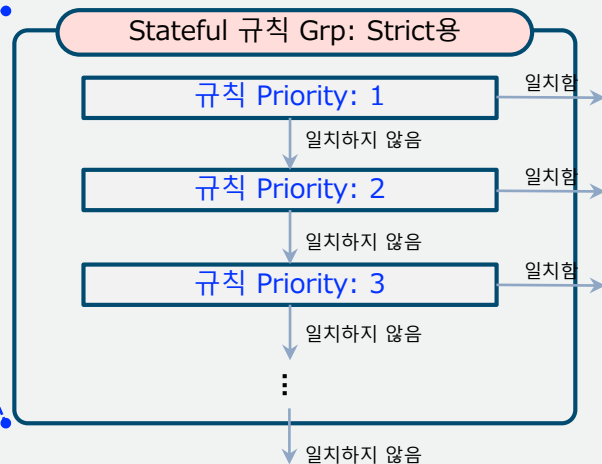 Stateful 규칙 Grp: Strict용
규칙 Priority: 1
일치함
일치하지 않음
규칙 Priority: 2
일치함
일치하지 않음
규칙 Priority: 3
일치함
일치하지 않음
...
일치하지 않음